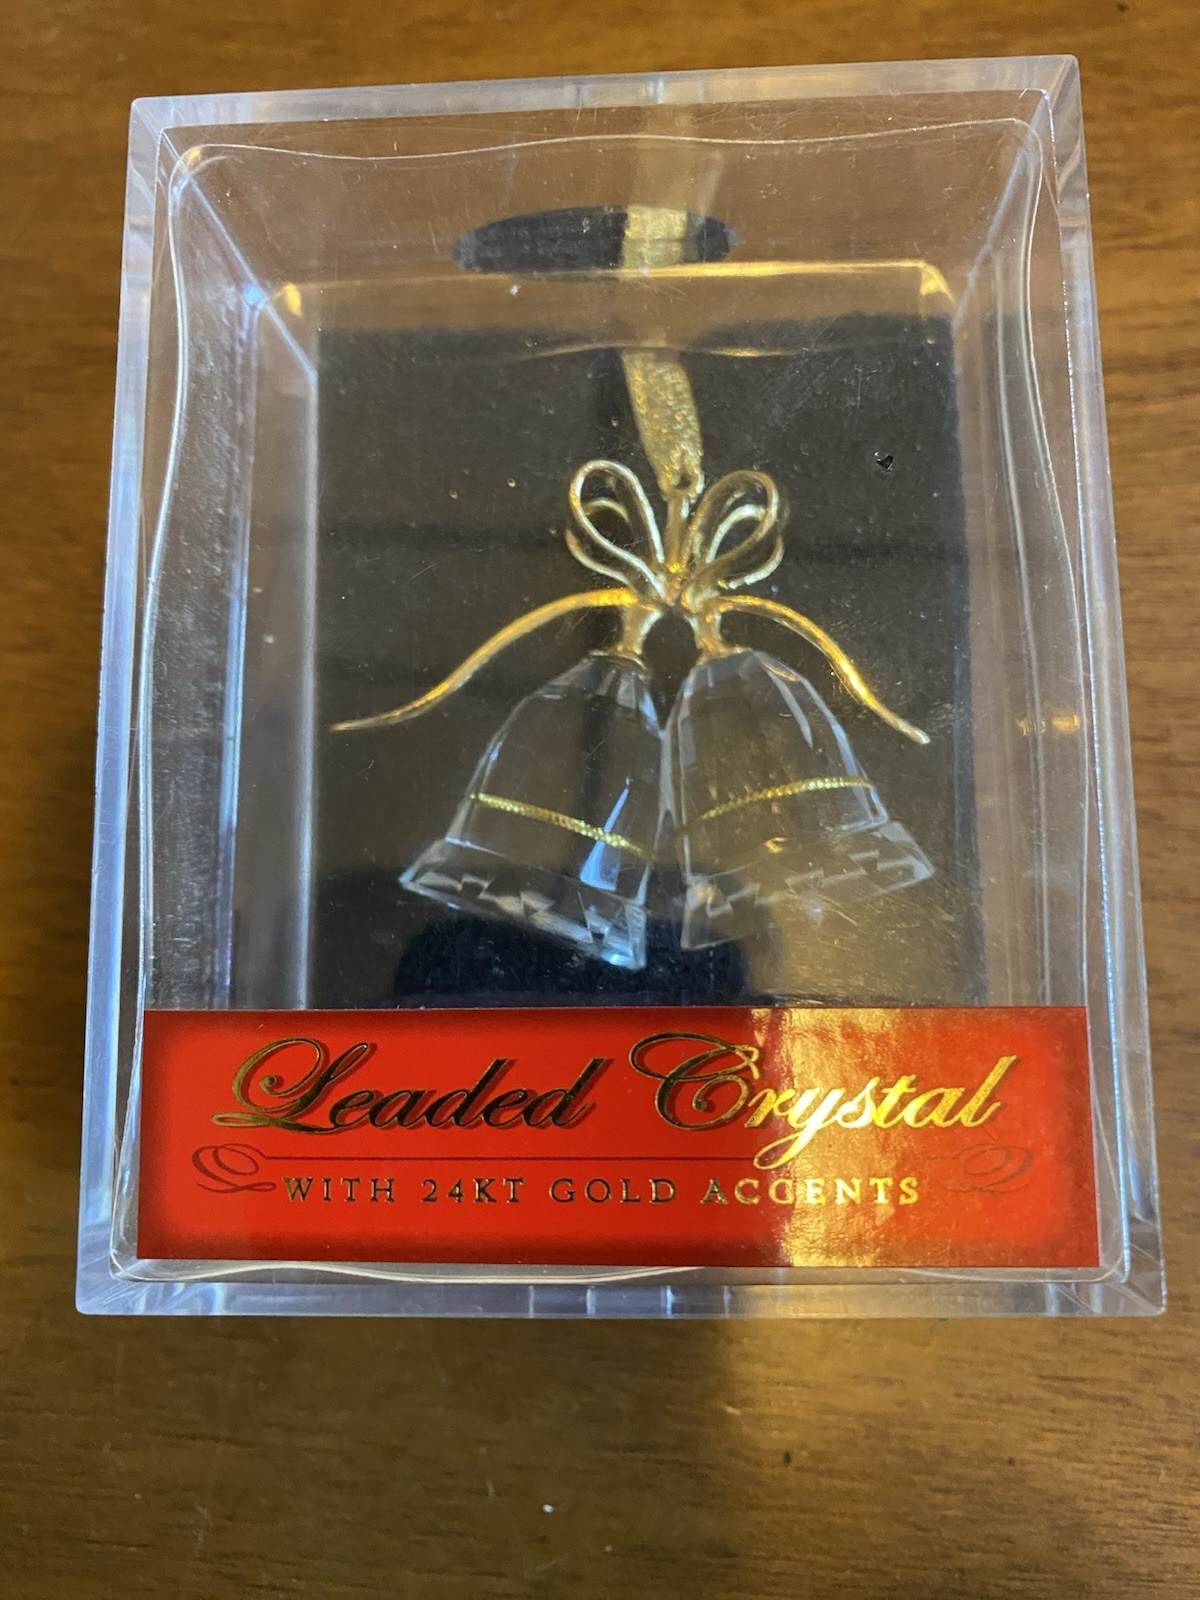 Leaded Crystal
WITH 24KT GOLD ACCENTS